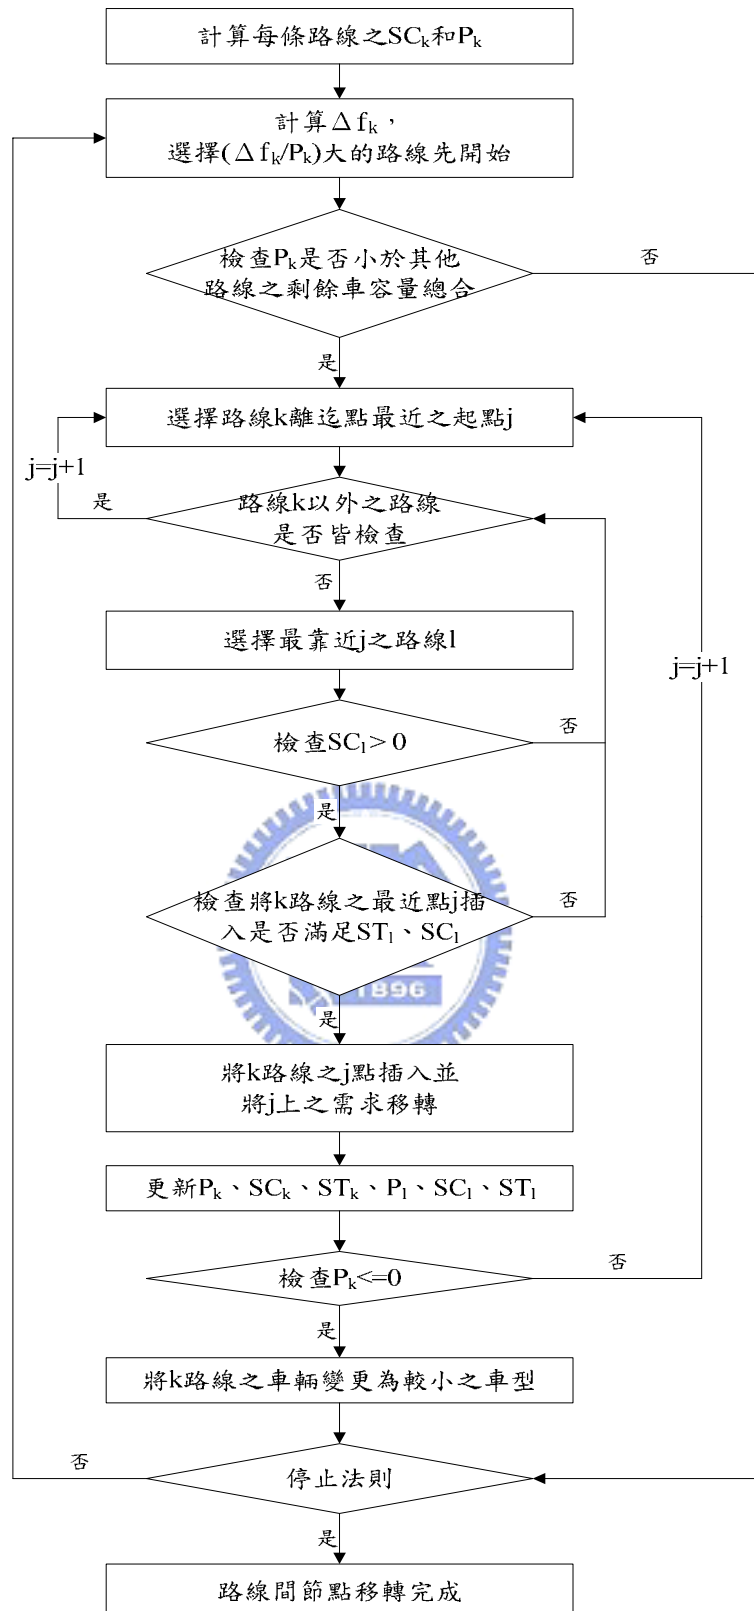 計算每條路線之SCₖ和Pₖ
計算Δfₖ，
選擇(Δfₖ/Pₖ)大的路線先開始
檢查Pₖ是否小於其他
路線之剩餘車容量總合
否
是
選擇路線k離迄點最近之起點j
j=j+1
是
路線k以外之路線
是否皆檢查
否
選擇最靠近j之路線l
j=j+1
檢查SCₗ> 0
否
是
檢查將k路線之最近點j插
入是否滿足STₗ、SCₗ
否
1896
是
將k路線之j點插入並
將j上之需求移轉
更新Pₖ、SCₖ、STₖ、Pₗ、SCₗ、STₗ
檢查Pₖ<=0
否
是
將k路線之車輛變更為較小之車型
否
停止法則
是
路線間節點移轉完成